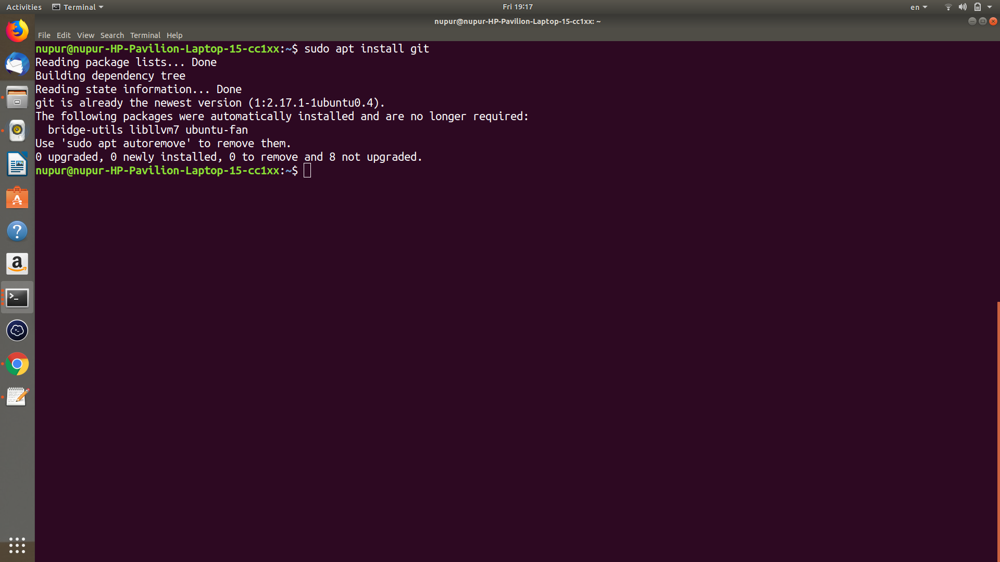 Activities Terminal Fri 19:17 en
nupur@nupur-HP-Pavilion-Laptop-15-cc1xx: ~
File Edit View Search Terminal Help
nupur@nupur-HP-Pavilion-Laptop-15-cc1xx:~$ sudo apt install git
Reading package lists... Done
Building dependency tree
Reading state information... Done
git is already the newest version (1:2.17.1-1ubuntu0.4).
The following packages were automatically installed and are no longer required:
  bridge-utils libllvm7 ubuntu-fan
Use 'sudo apt autoremove' to remove them.
0 upgraded, 0 newly installed, 0 to remove and 8 not upgraded.
nupur@nupur-HP-Pavilion-Laptop-15-cc1xx:~$